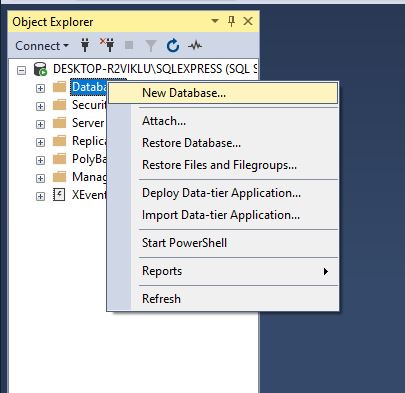 Object Explorer
Connect
DESKTOP-R2VIKLU\SQLEXPRESS (SQL S
Databa
Securit
Server
Replica
PolyBa
Manag
XEvent
New Database...
Attach...
Restore Database...
Restore Files and Filegroups...
Deploy Data-tier Application...
Import Data-tier Application...
Start PowerShell
Reports
Refresh